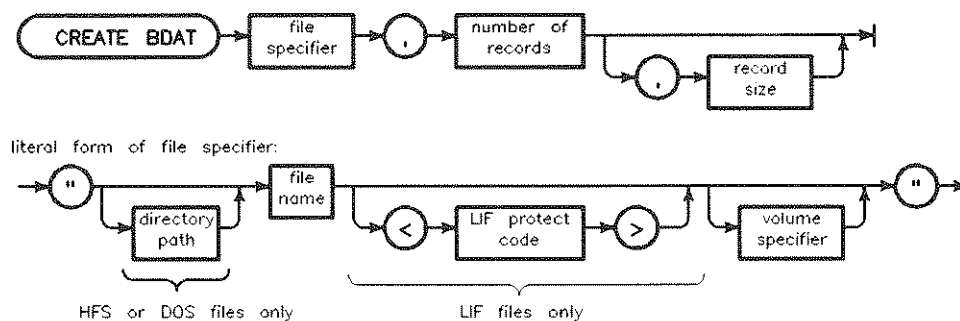 CREATE BDAT
file
specifier
,
number of
records
,
record
size
literal form of file specifier:
"
directory
path
file
name
<
LIF protect
code
>
volume
specifier
"
HFS or DOS files only
LIF files only